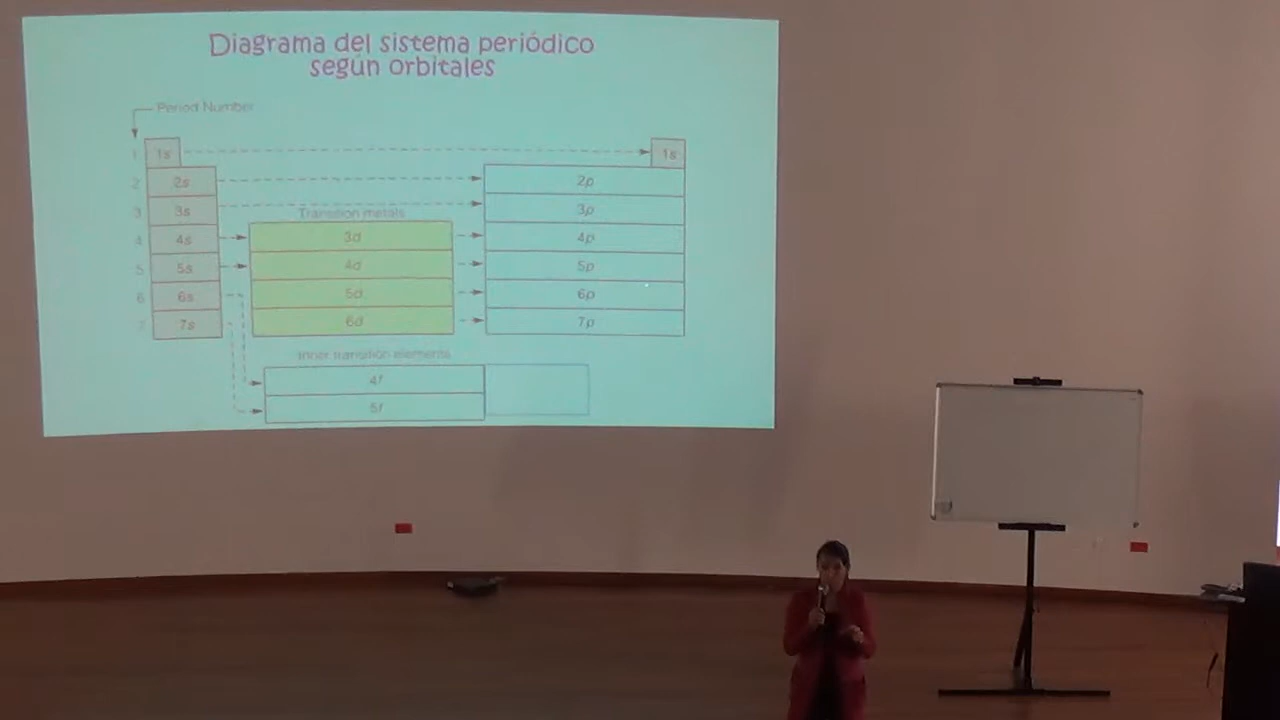 Diagrama del sistema periódico
según orbitales
Period Number
1 1s 1s
2 2s 2p
3 3s Transition metals 3p
4 4s 3d 4p
5 5s 4d 5p
6 6s 5d 6p
7 7s 6d 7p
Inner transition elements
4f
5f